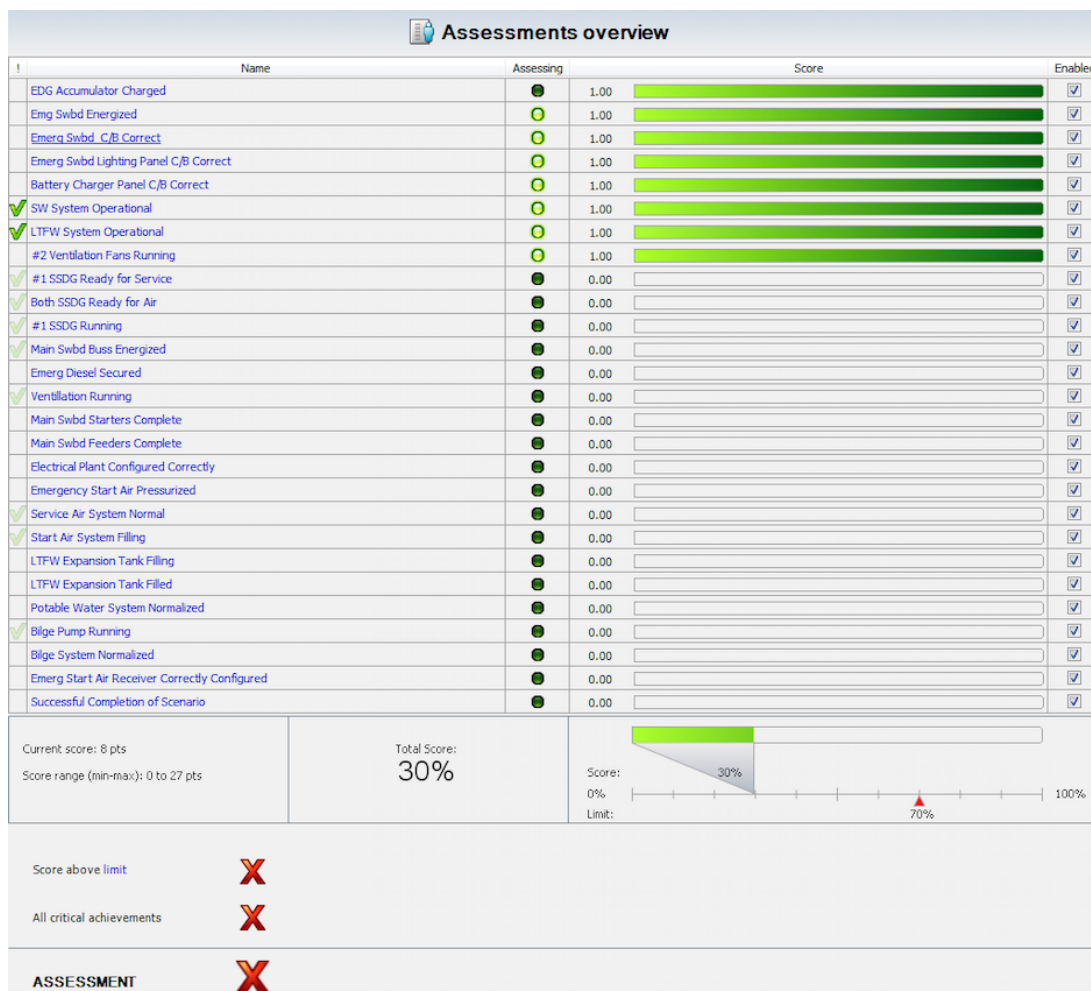 Assessments overview
! Name Assessing Score Enabled
EDG Accumulator Charged 1.00
Emg Swbd Energized 1.00
Emerg Swbd C/B Correct 1.00
Emerg Swbd Lighting Panel C/B Correct 1.00
Battery Charger Panel C/B Correct 1.00
SW System Operational 1.00
LTFW System Operational 1.00
#2 Ventilation Fans Running 1.00
#1 SSDG Ready for Service 0.00
Both SSDG Ready for Air 0.00
#1 SSDG Running 0.00
Main Swbd Buss Energized 0.00
Emerg Diesel Secured 0.00
Ventillation Running 0.00
Main Swbd Starters Complete 0.00
Main Swbd Feeders Complete 0.00
Electrical Plant Configured Correctly 0.00
Emergency Start Air Pressurized 0.00
Service Air System Normal 0.00
Start Air System Filling 0.00
LTFW Expansion Tank Filling 0.00
LTFW Expansion Tank Filled 0.00
Potable Water System Normalized 0.00
Bilge Pump Running 0.00
Bilge System Normalized 0.00
Emerg Start Air Receiver Correctly Configured 0.00
Successful Completion of Scenario 0.00
Current score: 8 pts
Score range (min-max): 0 to 27 pts
Total Score:
30%
Score: 30%
0% 100%
Limit: 70%
Score above limit
All critical achievements
ASSESSMENT